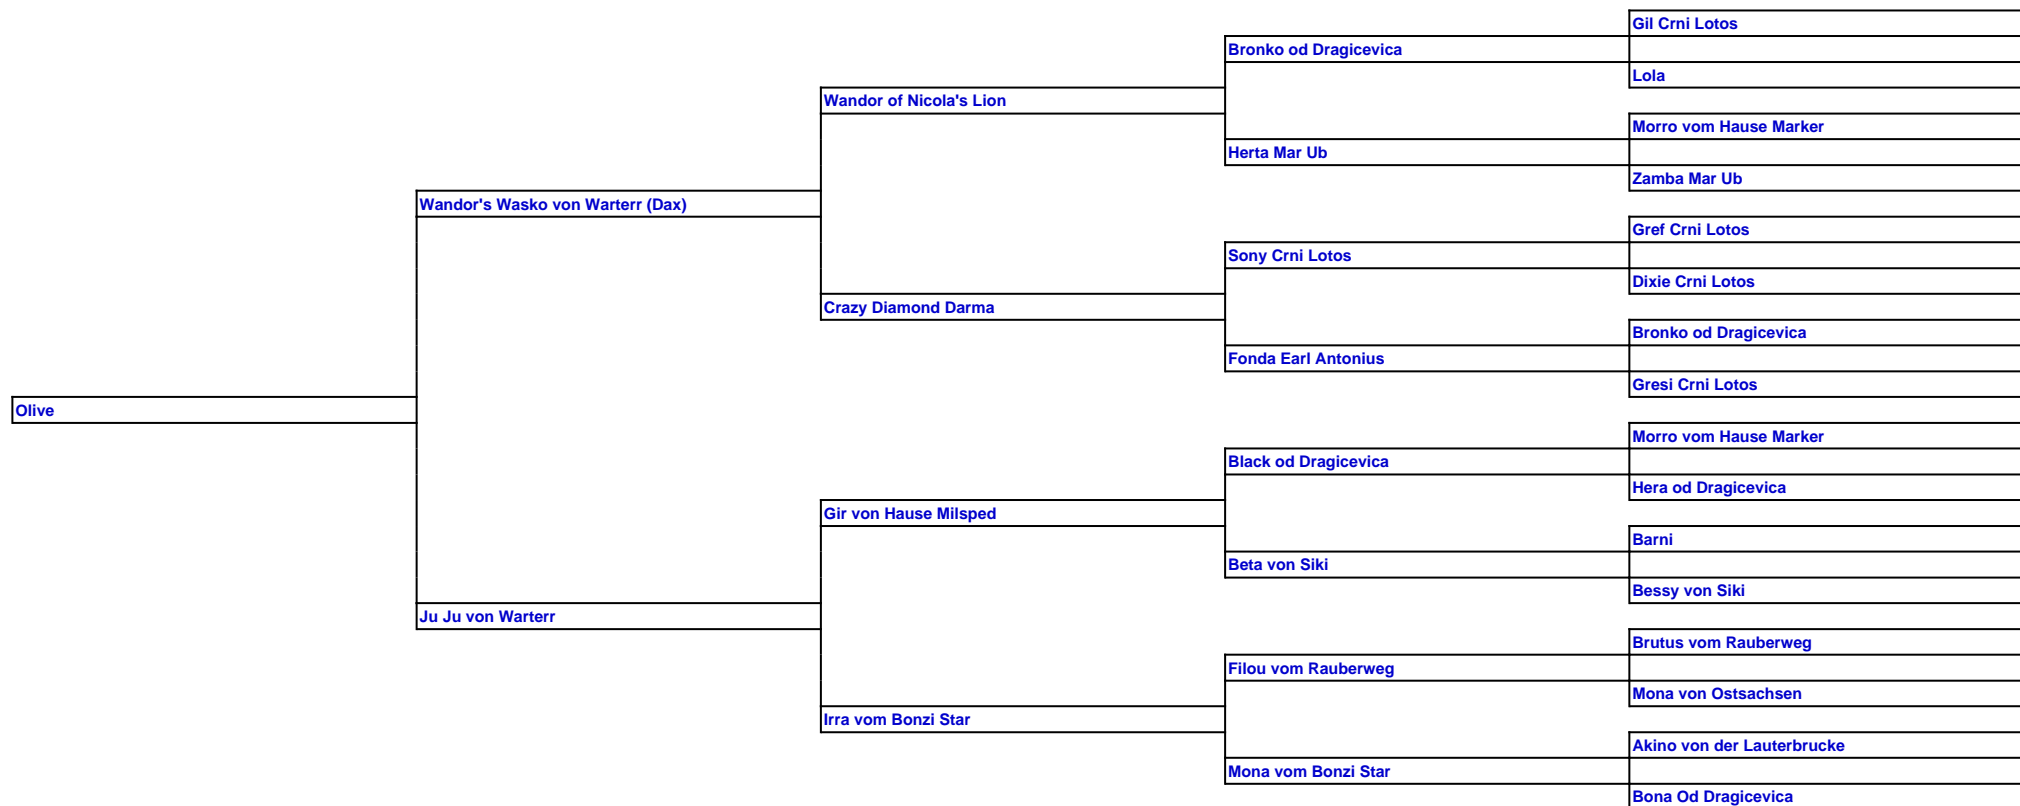 Gil Crni Lotos
Bronko od Dragicevica
Lola
Wandor of Nicola's Lion
Morro vom Hause Marker
Herta Mar Ub
Zamba Mar Ub
Wandor's Wasko von Warterr (Dax)
Gref Crni Lotos
Sony Crni Lotos
Dixie Crni Lotos
Crazy Diamond Darma
Bronko od Dragicevica
Fonda Earl Antonius
Gresi Crni Lotos
Olive
Morro vom Hause Marker
Black od Dragicevica
Hera od Dragicevica
Gir von Hause Milsped
Barni
Beta von Siki
Bessy von Siki
Ju Ju von Warterr
Brutus vom Rauberweg
Filou vom Rauberweg
Mona von Ostsachsen
Irra vom Bonzi Star
Akino von der Lauterbrucke
Mona vom Bonzi Star
Bona Od Dragicevica